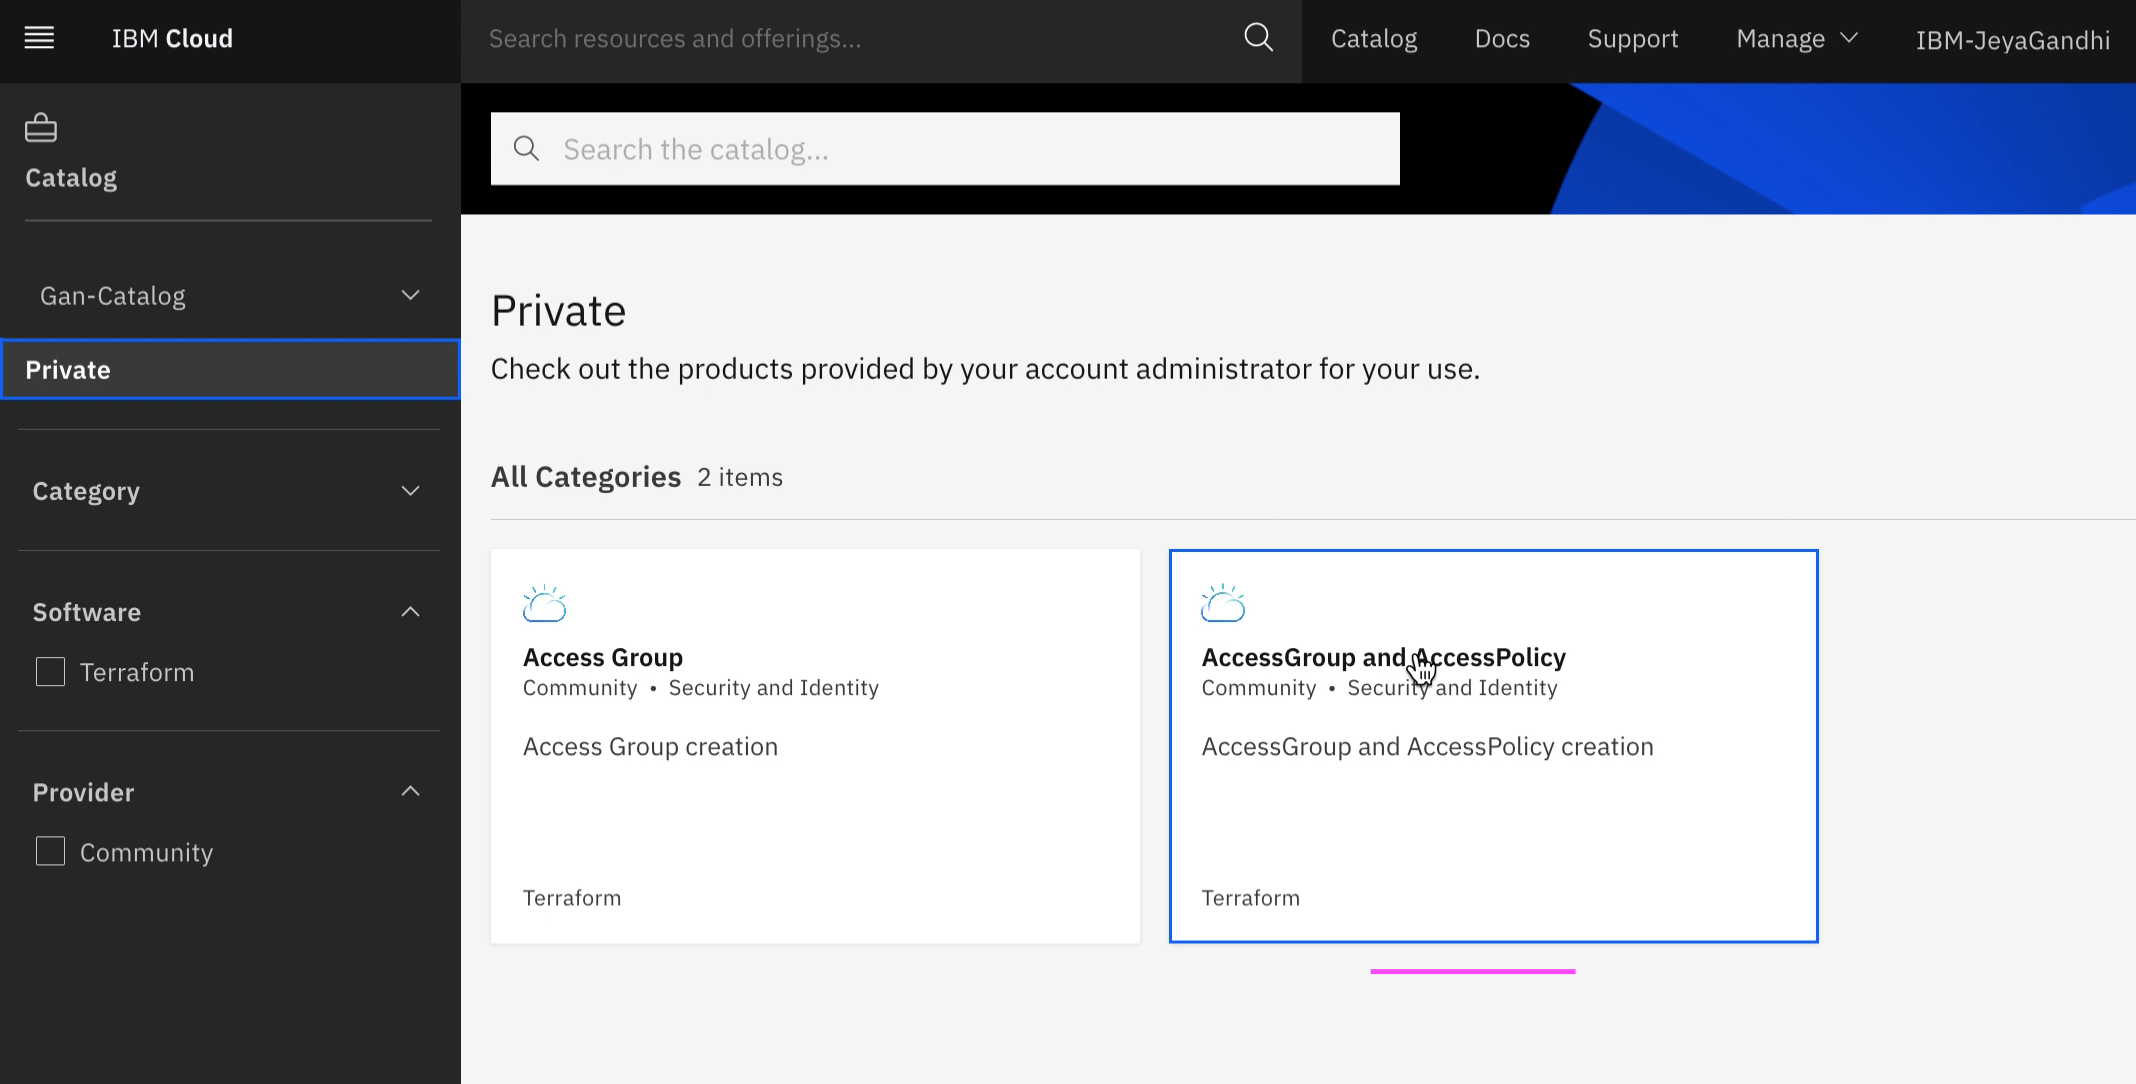 IBM Cloud
Search resources and offerings...
Catalog
Docs
Support
Manage
IBM-JeyaGandhi
Catalog
Gan-Catalog
Private
Category
Software
Terraform
Provider
Community
Search the catalog...
Private
Check out the products provided by your account administrator for your use.
All Categories 2 items
Access Group
Community • Security and Identity
Access Group creation
Terraform
AccessGroup and AccessPolicy
Community • Security and Identity
AccessGroup and AccessPolicy creation
Terraform